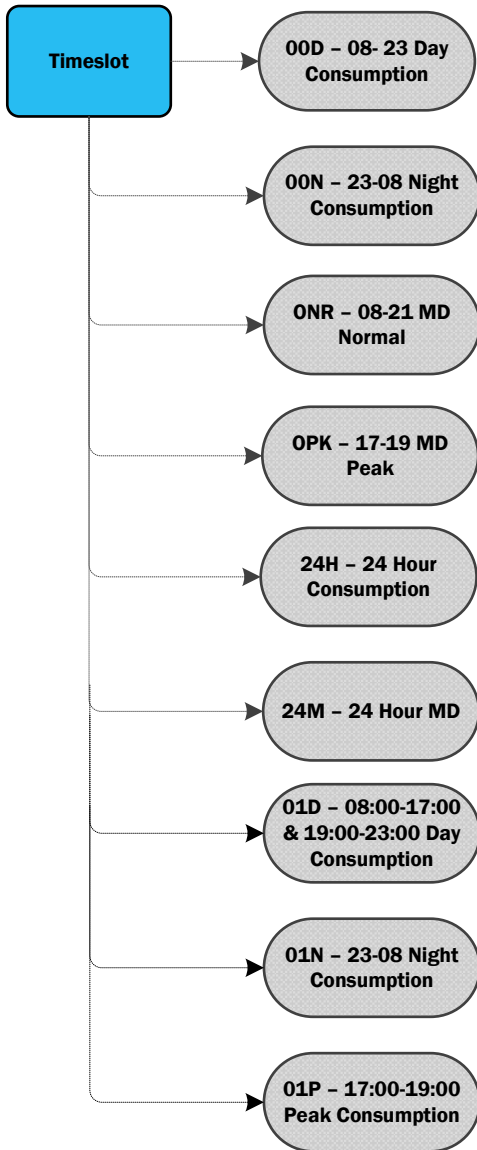 Timeslot
00D – 08- 23 Day
Consumption
00N – 23-08 Night
Consumption
0NR – 08-21 MD
Normal
0PK – 17-19 MD
Peak
24H – 24 Hour
Consumption
24M – 24 Hour MD
01D – 08:00-17:00
& 19:00-23:00 Day
Consumption
01N – 23-08 Night
Consumption
01P – 17:00-19:00
Peak Consumption